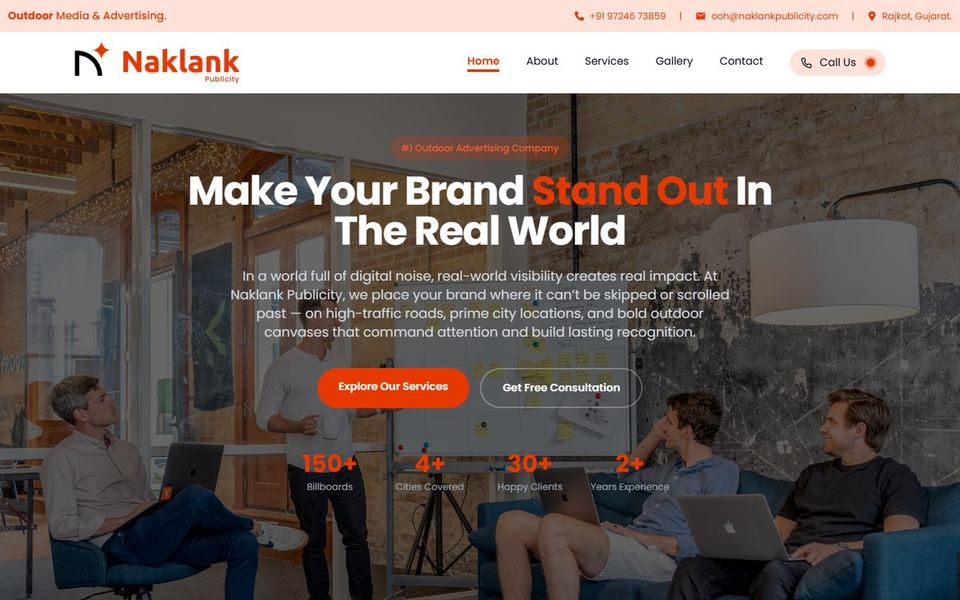 Outdoor Media & Advertising.
+91 97246 73859 | ooh@naklankpublicity.com | Rajkot, Gujarat.
Naklank
Publicity
Home About Services Gallery Contact Call Us
#1 Outdoor Advertising Company
Make Your Brand Stand Out In
The Real World
In a world full of digital noise, real-world visibility creates real impact. At
Naklank Publicity, we place your brand where it can't be skipped or scrolled
past — on high-traffic roads, prime city locations, and bold outdoor
canvases that command attention and build lasting recognition.
Explore Our Services Get Free Consultation
150+ 4+ 30+ 2+
Billboards Cities Covered Happy Clients Years Experience